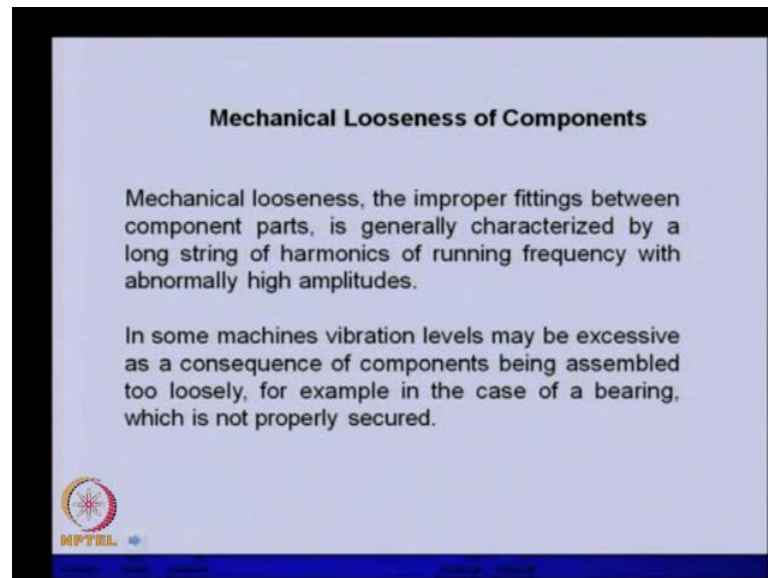 Mechanical Looseness of Components
Mechanical looseness, the improper fittings between
component parts, is generally characterized by a
long string of harmonics of running frequency with
abnormally high amplitudes.
In some machines vibration levels may be excessive
as a consequence of components being assembled
too loosely, for example in the case of a bearing,
which is not properly secured.
NPTEL